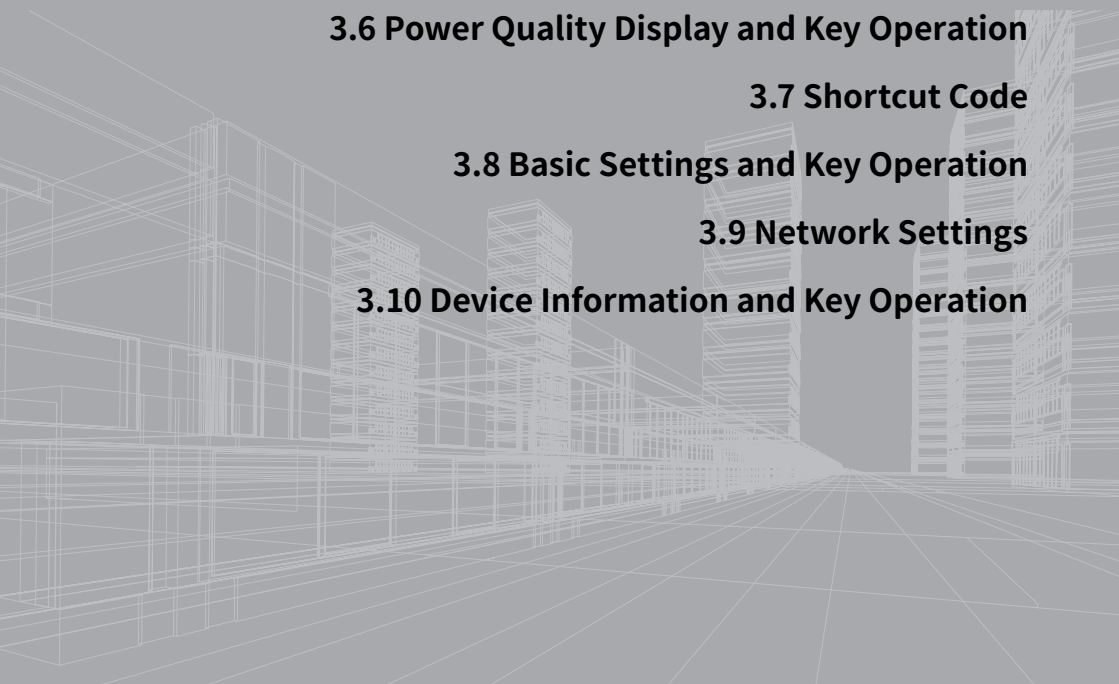 3.6 Power Quality Display and Key Operation
3.7 Shortcut Code
3.8 Basic Settings and Key Operation
3.9 Network Settings
3.10 Device Information and Key Operation